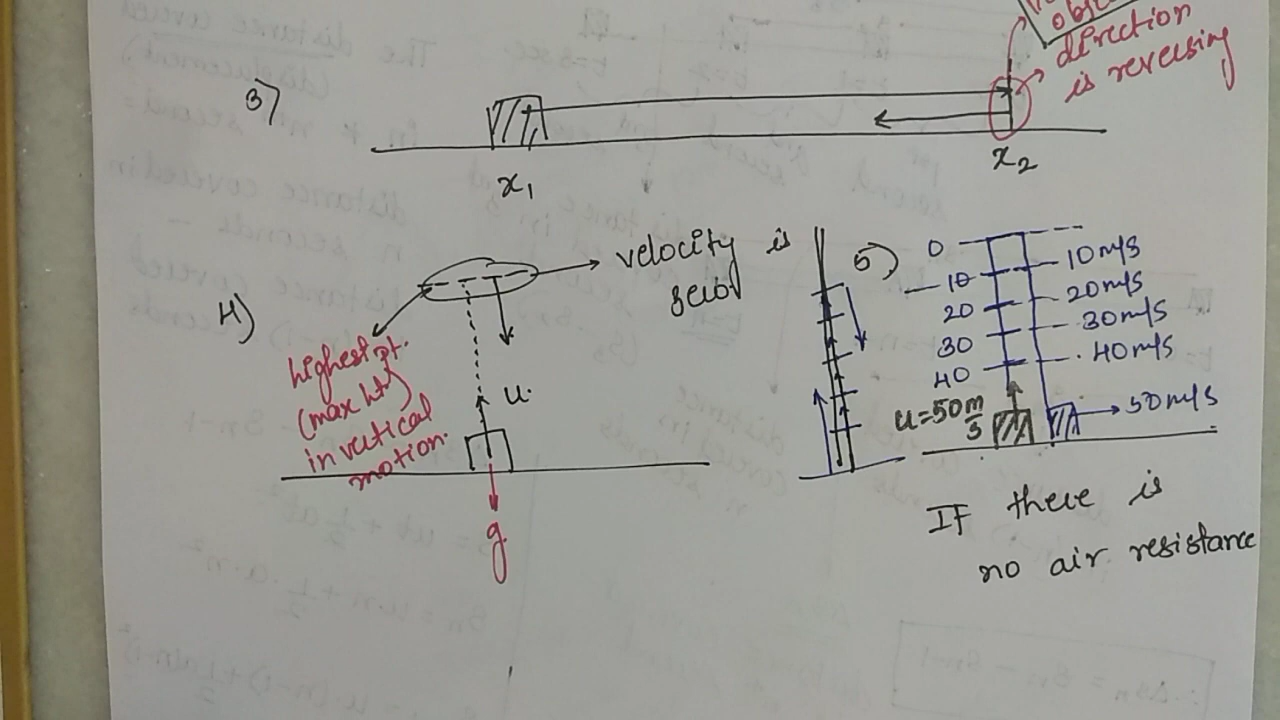 direction
is reversing
3)
x₁
x₂
4)
velocity is
zero
highest pt.
(max ht)
in vertical
motion.
u.
g
5)
0
10 10m/s
20 20m/s
30 30m/s
40 40m/s
u=50m/s 50m/s
IF there is
no air resistance